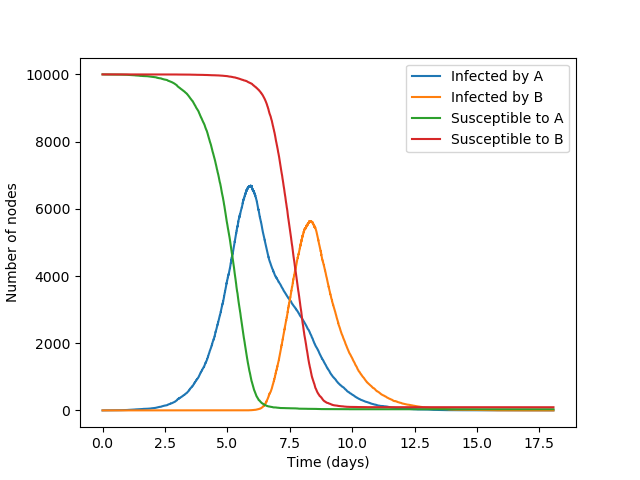 Infected by A
Infected by B
Susceptible to A
Susceptible to B
Number of nodes
10000
8000
6000
4000
2000
0
0.0 2.5 5.0 7.5 10.0 12.5 15.0 17.5
Time (days)